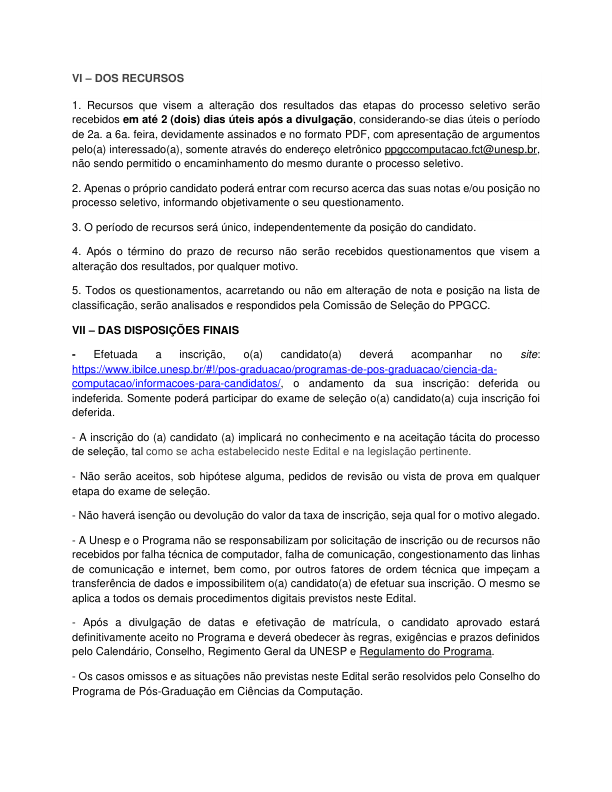 VI – DOS RECURSOS
1. Recursos que visem a alteração dos resultados das etapas do processo seletivo serão
recebidos em até 2 (dois) dias úteis após a divulgação, considerando-se dias úteis o período
de 2a. a 6a. feira, devidamente assinados e no formato PDF, com apresentação de argumentos
pelo(a) interessado(a), somente através do endereço eletrônico ppgccomputacao.fct@unesp.br,
não sendo permitido o encaminhamento do mesmo durante o processo seletivo.
2. Apenas o próprio candidato poderá entrar com recurso acerca das suas notas e/ou posição no
processo seletivo, informando objetivamente o seu questionamento.
3. O período de recursos será único, independentemente da posição do candidato.
4. Após o término do prazo de recurso não serão recebidos questionamentos que visem a
alteração dos resultados, por qualquer motivo.
5. Todos os questionamentos, acarretando ou não em alteração de nota e posição na lista de
classificação, serão analisados e respondidos pela Comissão de Seleção do PPGCC.
VII – DAS DISPOSIÇÕES FINAIS
- Efetuada a inscrição, o(a) candidato(a) deverá acompanhar no site:
https://www.ibilce.unesp.br/#!/pos-graduacao/programas-de-pos-graduacao/ciencia-da-
computacao/informacoes-para-candidatos/, o andamento da sua inscrição: deferida ou
indeferida. Somente poderá participar do exame de seleção o(a) candidato(a) cuja inscrição foi
deferida.
- A inscrição do (a) candidato (a) implicará no conhecimento e na aceitação tácita do processo
de seleção, tal como se acha estabelecido neste Edital e na legislação pertinente.
- Não serão aceitos, sob hipótese alguma, pedidos de revisão ou vista de prova em qualquer
etapa do exame de seleção.
- Não haverá isenção ou devolução do valor da taxa de inscrição, seja qual for o motivo alegado.
- A Unesp e o Programa não se responsabilizam por solicitação de inscrição ou de recursos não
recebidos por falha técnica de computador, falha de comunicação, congestionamento das linhas
de comunicação e internet, bem como, por outros fatores de ordem técnica que impeçam a
transferência de dados e impossibilitem o(a) candidato(a) de efetuar sua inscrição. O mesmo se
aplica a todos os demais procedimentos digitais previstos neste Edital.
- Após a divulgação de datas e efetivação de matrícula, o candidato aprovado estará
definitivamente aceito no Programa e deverá obedecer às regras, exigências e prazos definidos
pelo Calendário, Conselho, Regimento Geral da UNESP e Regulamento do Programa.
- Os casos omissos e as situações não previstas neste Edital serão resolvidos pelo Conselho do
Programa de Pós-Graduação em Ciências da Computação.